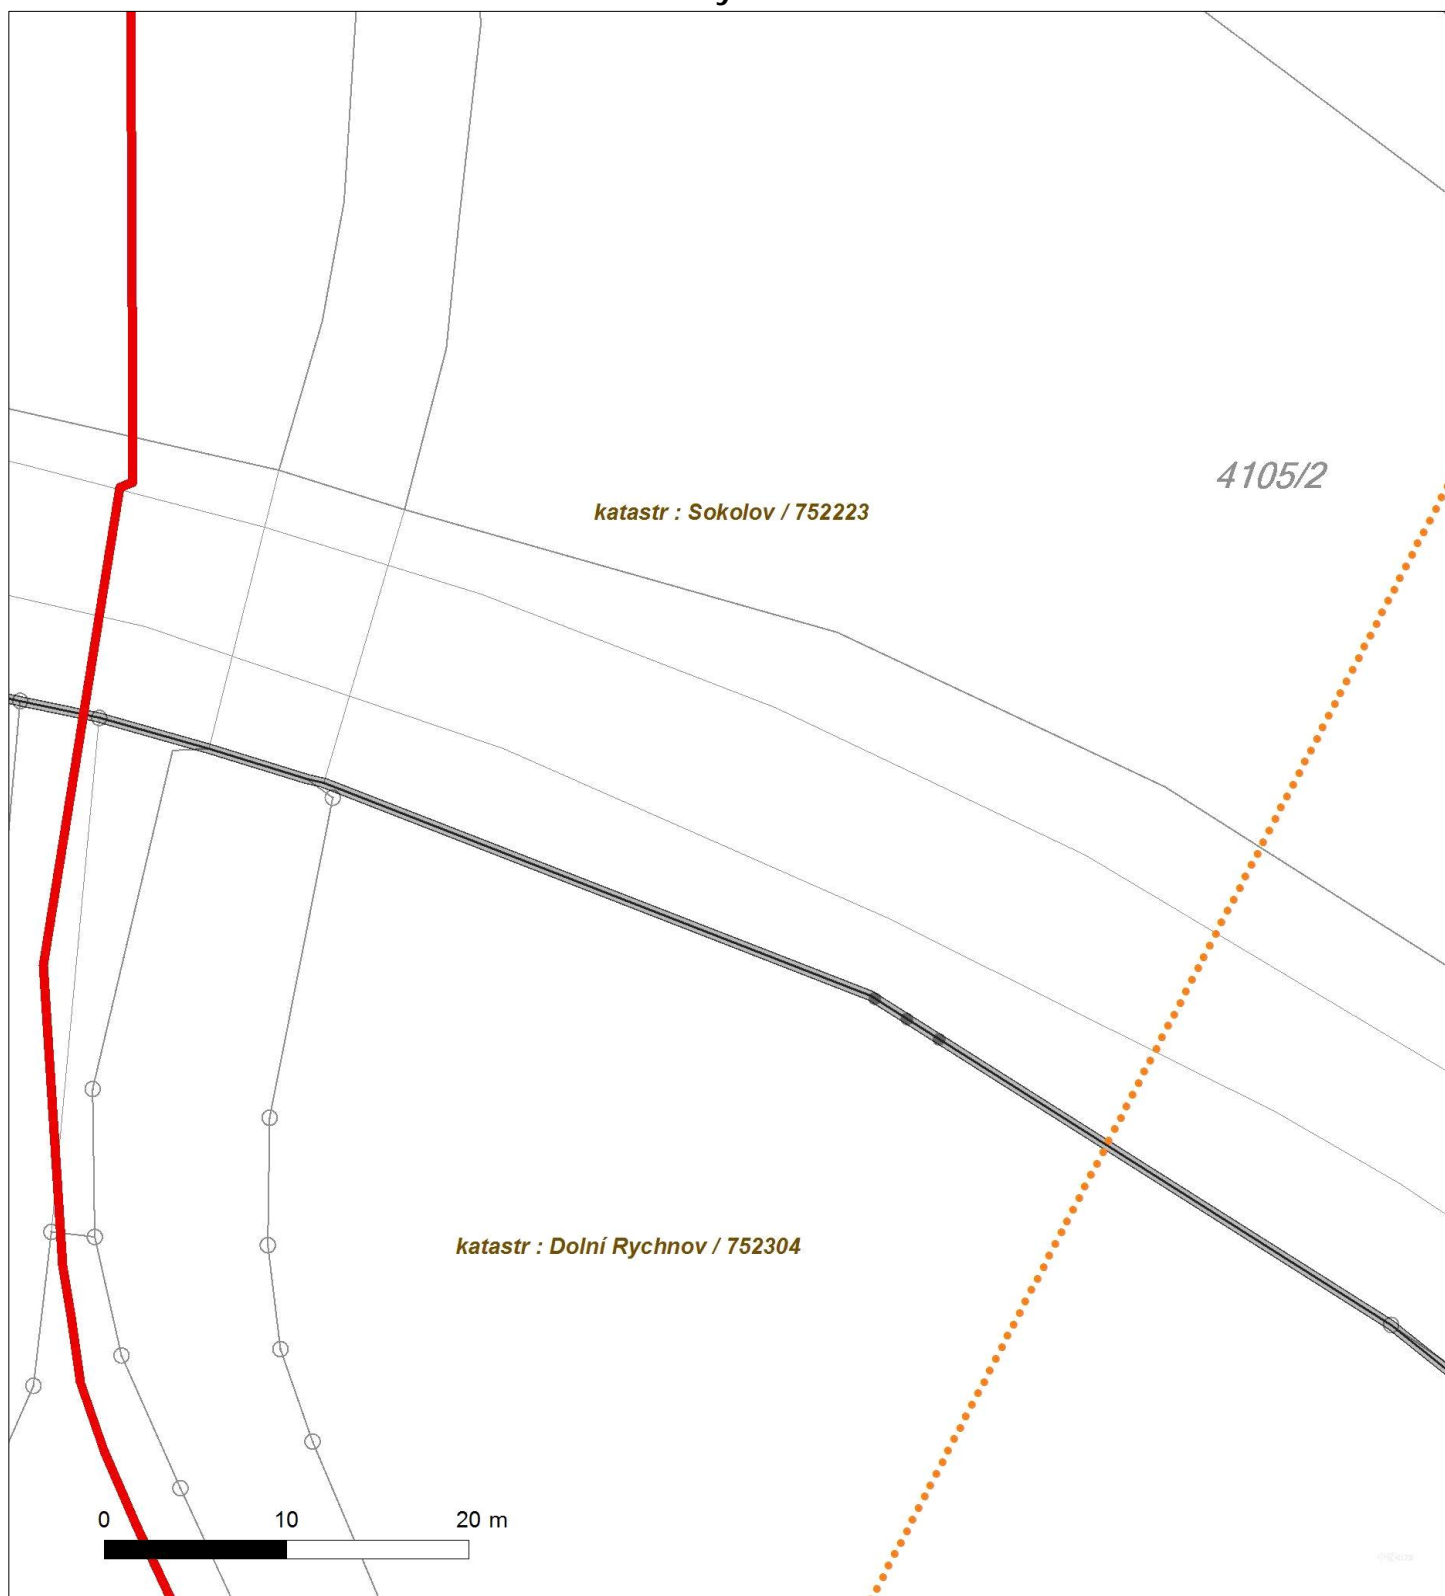 4105/2
katastr : Sokolov / 752223
katastr : Dolní Rychnov / 752304
0 10 20 m